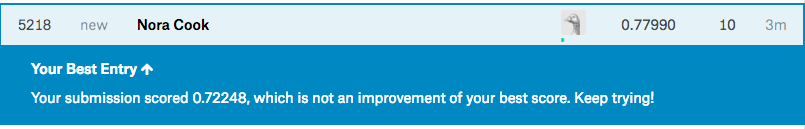 5218 new Nora Cook 0.77990 10 3m
Your Best Entry ↑
Your submission scored 0.72248, which is not an improvement of your best score. Keep trying!